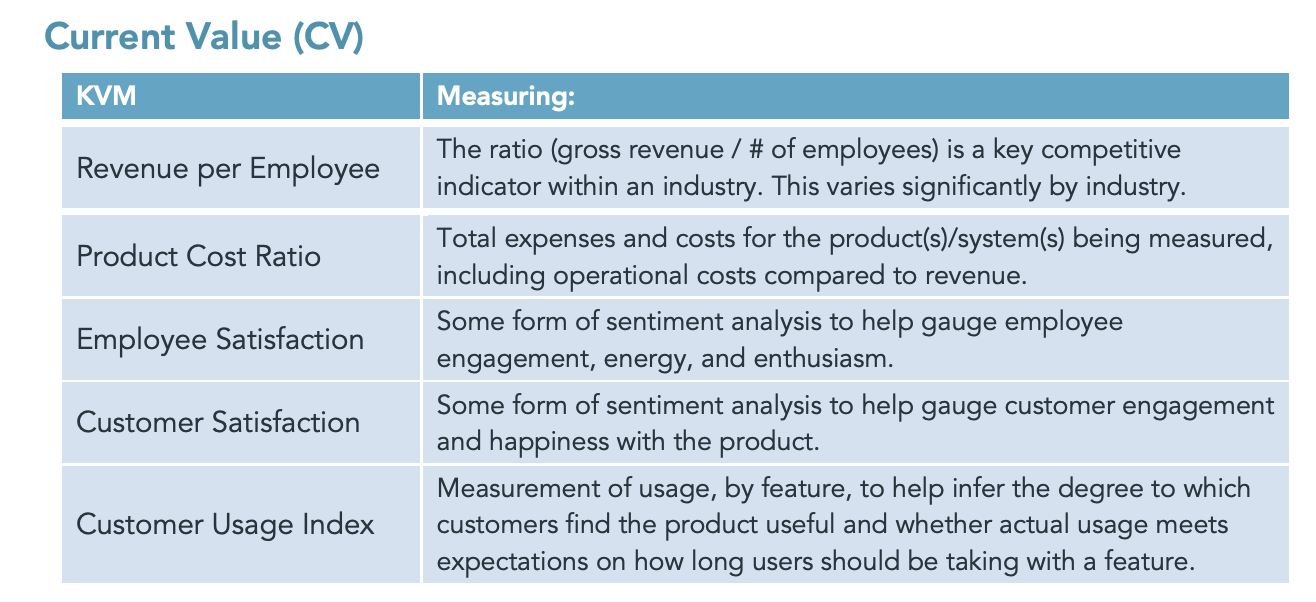 Current Value (CV)
KVM
Measuring:
Revenue per Employee
The ratio (gross revenue / # of employees) is a key competitive
indicator within an industry. This varies significantly by industry.
Product Cost Ratio
Total expenses and costs for the product(s)/system(s) being measured,
including operational costs compared to revenue.
Employee Satisfaction
Some form of sentiment analysis to help gauge employee
engagement, energy, and enthusiasm.
Customer Satisfaction
Some form of sentiment analysis to help gauge customer engagement
and happiness with the product.
Customer Usage Index
Measurement of usage, by feature, to help infer the degree to which
customers find the product useful and whether actual usage meets
expectations on how long users should be taking with a feature.